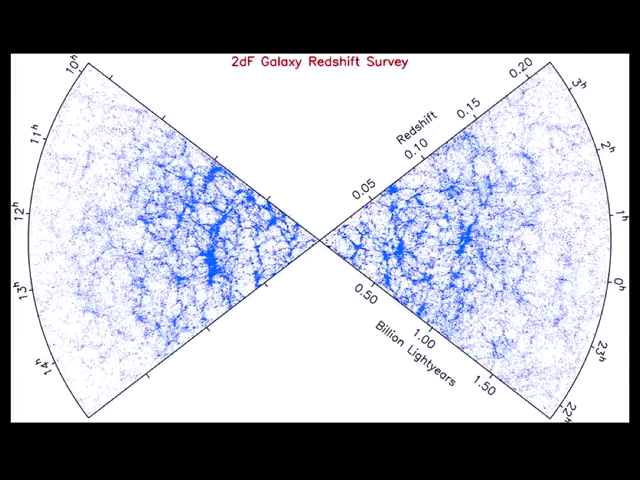 2dF Galaxy Redshift Survey
10h
11h
12h
13h
14h
Redshift
0.05
0.10
0.15
0.20
3h
2h
1h
0h
23h
22h
0.50
1.00
1.50
Billion Lightyears